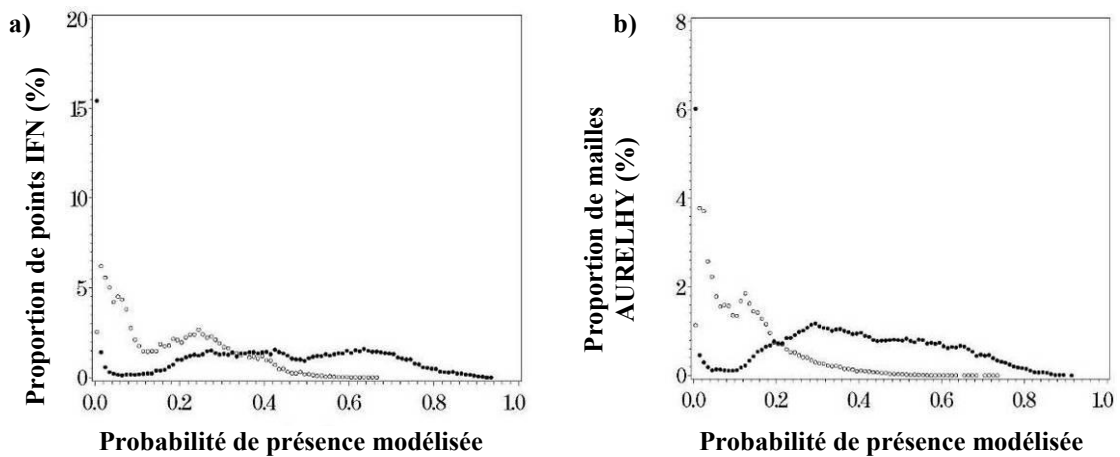 a)
Proportion de points IFN (%)
20
15
10
5
0
0.0 0.2 0.4 0.6 0.8 1.0
Probabilité de présence modélisée
b)
Proportion de mailles
AURELHY (%)
8
6
4
2
0
0.0 0.2 0.4 0.6 0.8 1.0
Probabilité de présence modélisée